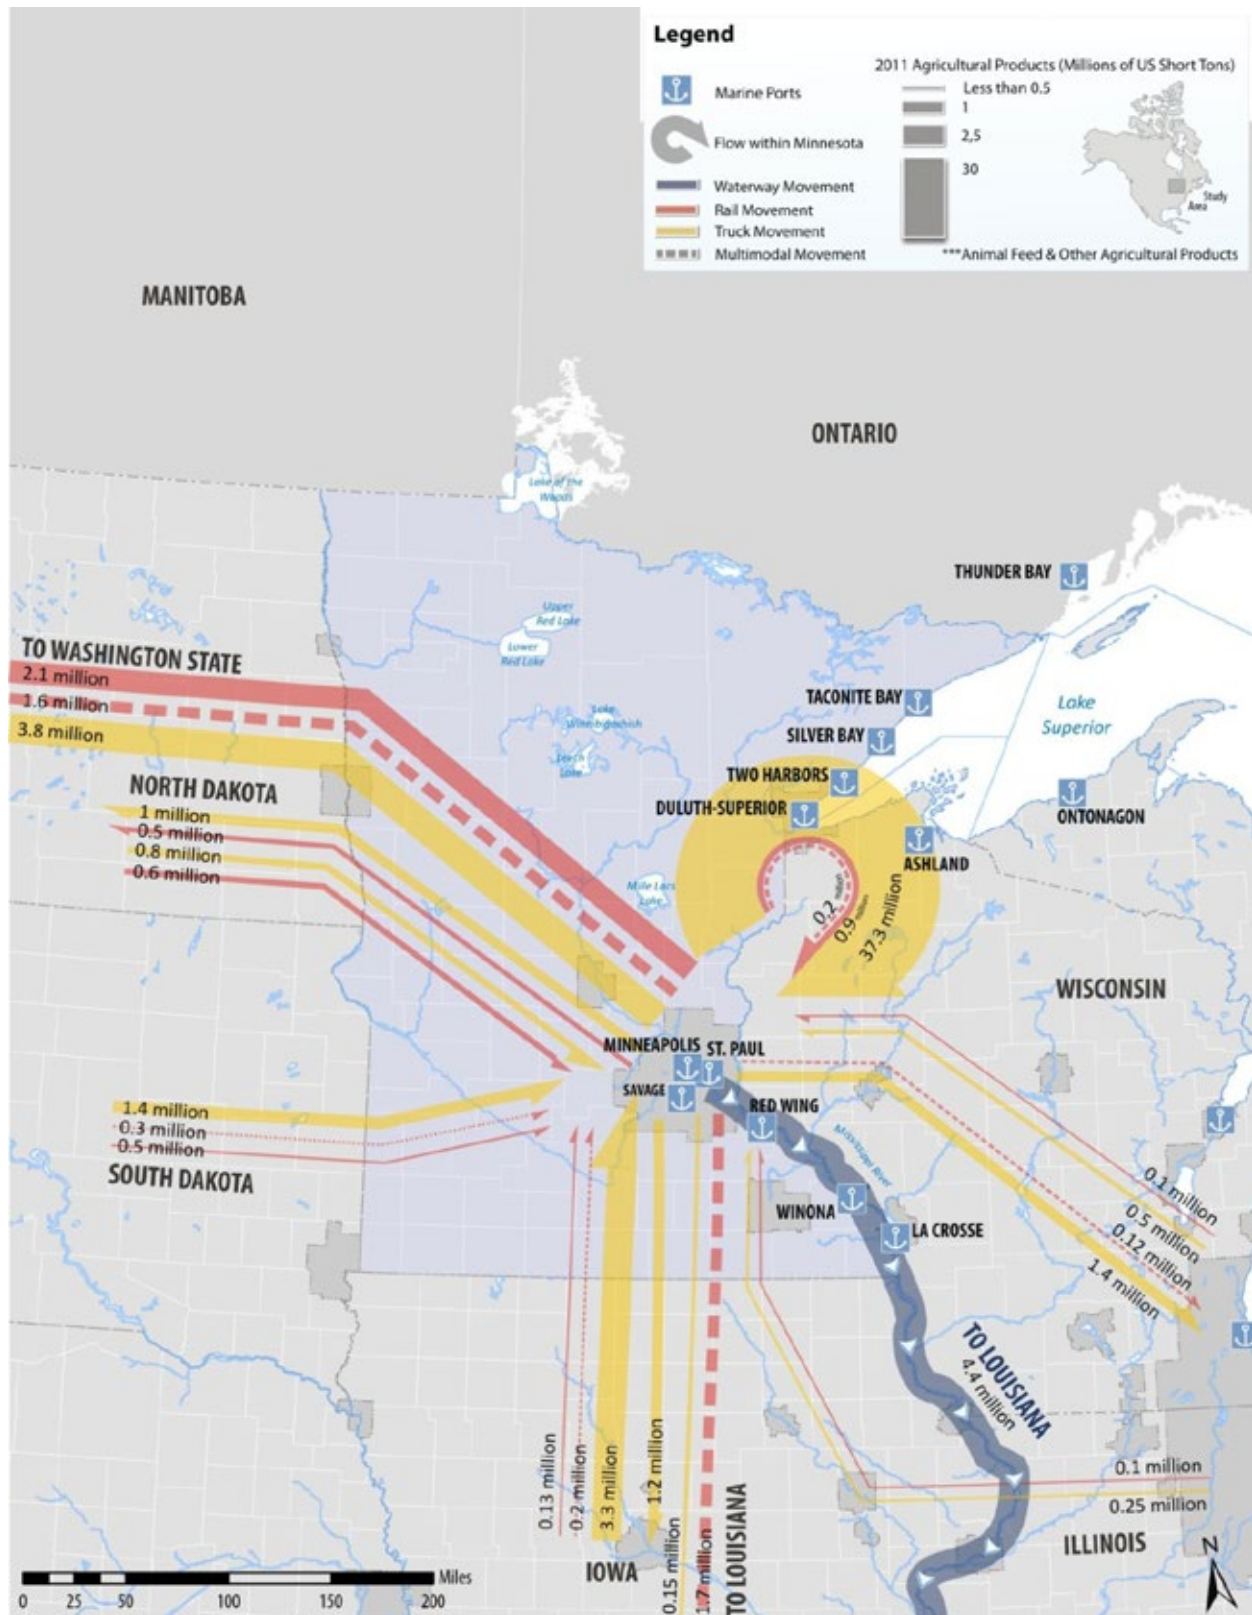 Legend
Marine Ports
Flow within Minnesota
Waterway Movement
Rail Movement
Truck Movement
Multimodal Movement
2011 Agricultural Products (Millions of US Short Tons)
Less than 0.5
1
2,5
30
Study
Area
***Animal Feed & Other Agricultural Products
MANITOBA
ONTARIO
Lake of the
Woods
THUNDER BAY
Upper
Red Lake
Lower
Red Lake
TO WASHINGTON STATE
2.1 million
1.6 million
3.8 million
TACONITE BAY
Lake
Superior
Lake
Winnibigoshish
SILVER BAY
Leech
Lake
TWO HARBORS
NORTH DAKOTA
DULUTH-SUPERIOR
ONTONAGON
1 million
0.5 million
0.8 million
0.6 million
ASHLAND
Mille Lacs
Lake
0.2 million
0.9 million
37.3 million
WISCONSIN
MINNEAPOLIS
ST. PAUL
SAVAGE
RED WING
1.4 million
0.3 million
0.5 million
SOUTH DAKOTA
Mississippi River
WINONA
LA CROSSE
0.1 million
0.5 million
0.12 million
1.4 million
TO LOUISIANA
4.4 million
0.13 million
0.2 million
3.3 million
1.2 million
0.15 million
1.7 million
TO LOUISIANA
0.1 million
0.25 million
ILLINOIS
IOWA
N
Miles
0 25 50 100 150 200